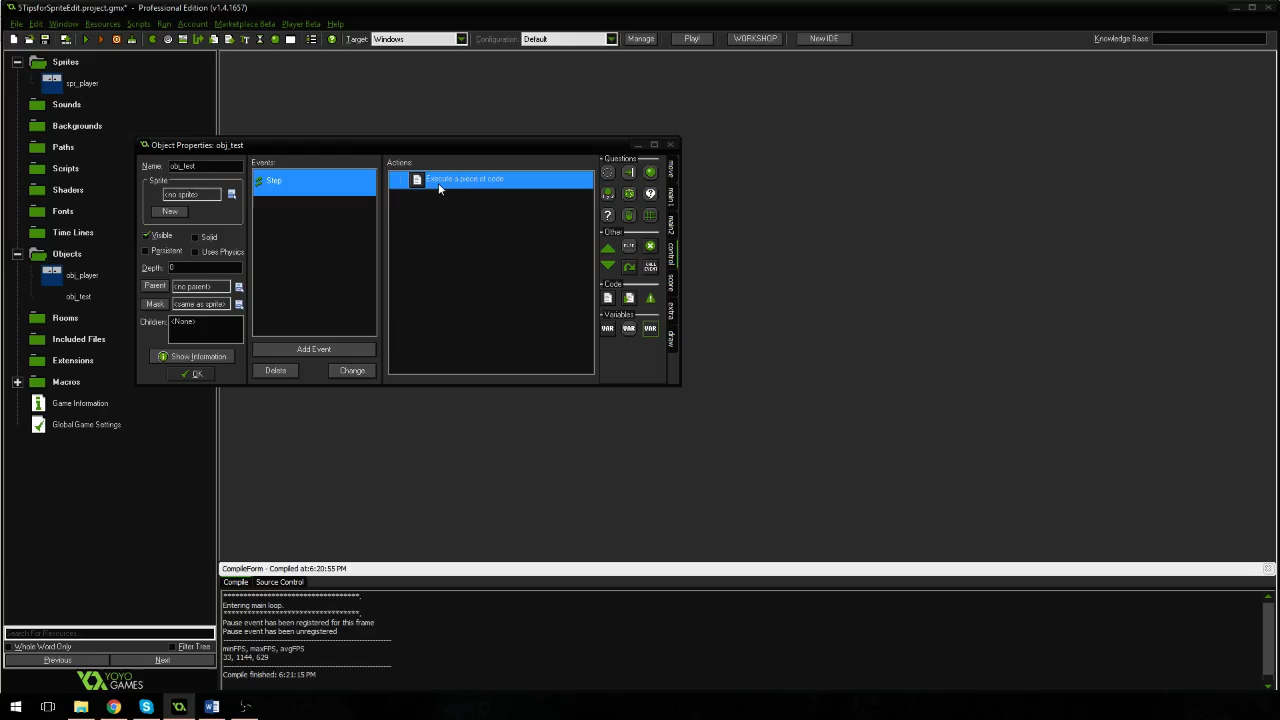 5TipsforSpriteEdit.project.gmx* - Professional Edition (v1.4.1657)
File Edit Window Resources Scripts Run Account Marketplace Beta Player Beta Help
Target: Windows Configuration: Default Manage Play! WORKSHOP New IDE Knowledge Base:
Sprites
spr_player
Sounds
Backgrounds
Paths
Scripts
Shaders
Fonts
Time Lines
Objects
obj_player
obj_test
Rooms
Included Files
Extensions
Macros
Game Information
Global Game Settings
Object Properties: obj_test
Name: obj_test
Sprite
<no sprite>
New
Visible Solid
Persistent Uses Physics
Depth: 0
Parent <no parent>
Mask <same as sprite>
Children: <None>
Show Information
OK
Events:
Step
Add Event
Delete Change
Actions:
Execute a piece of code
Questions
Other
ELSE
CALL EVENT
Code
Variables
VAR VAR VAR
move
main1
main2
control
score
extra
draw
CompileForm - Compiled at:6:20:55 PM
Compile Source Control
***************************************.
Entering main loop.
***************************************.
Pause event has been registered for this frame
Pause event has been unregistered
minFPS, maxFPS, avgFPS
33, 1144, 629
Compile finished: 6:21:15 PM
Search For Resources...
Whole Word Only Filter Tree
Previous Next
YOYO
GAMES